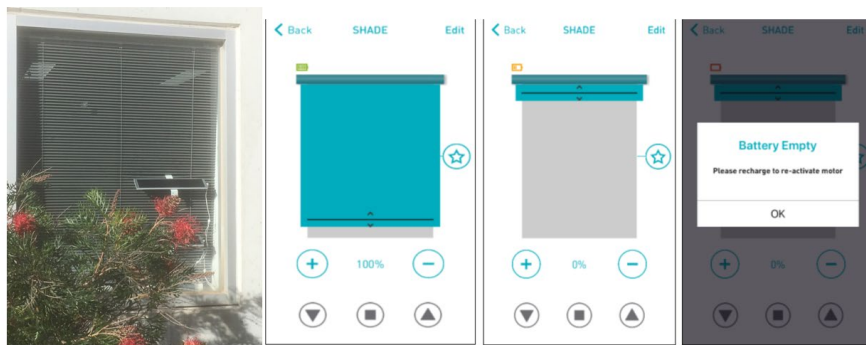 Back SHADE Edit
100%
Back SHADE Edit
0%
Back SHADE Edit
Battery Empty
Please recharge to re-activate motor
OK
0%